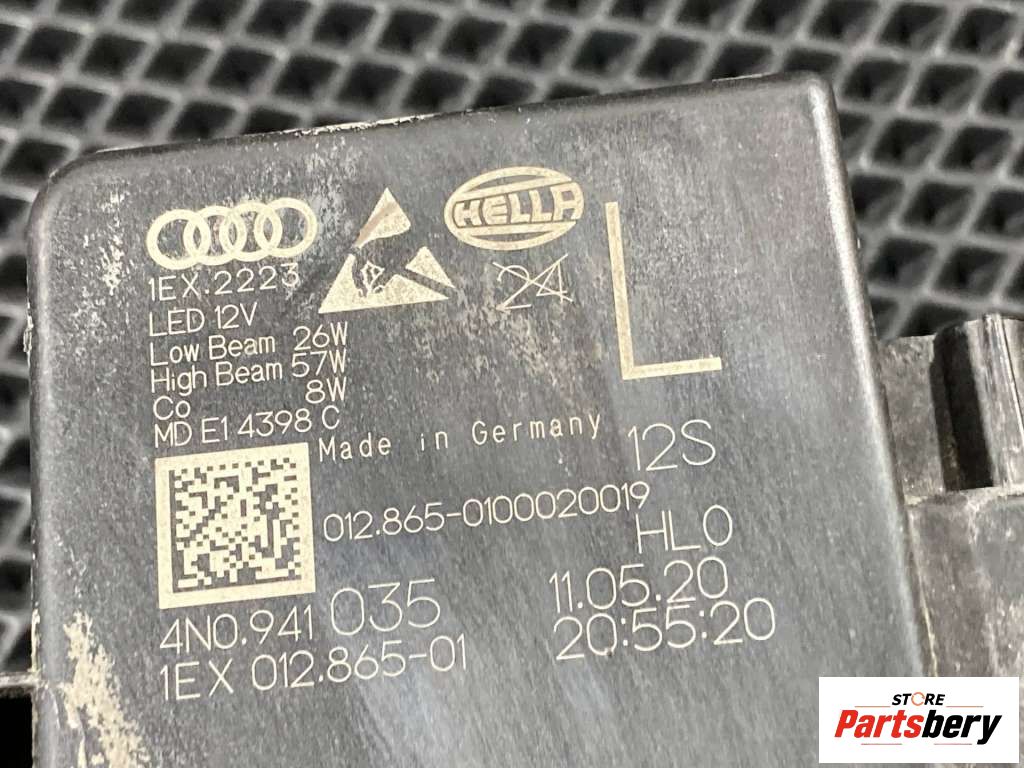 HELLA
1EX.2223
24
L
LED 12V
Low Beam 26W
High Beam 57W
Co 8W
MD E1 4398 C
Made in Germany
12S
012.865-0100020019
HL0
4N0.941 035
11.05.20
1EX 012.865-01
20:55:20
STORE
Partsbery